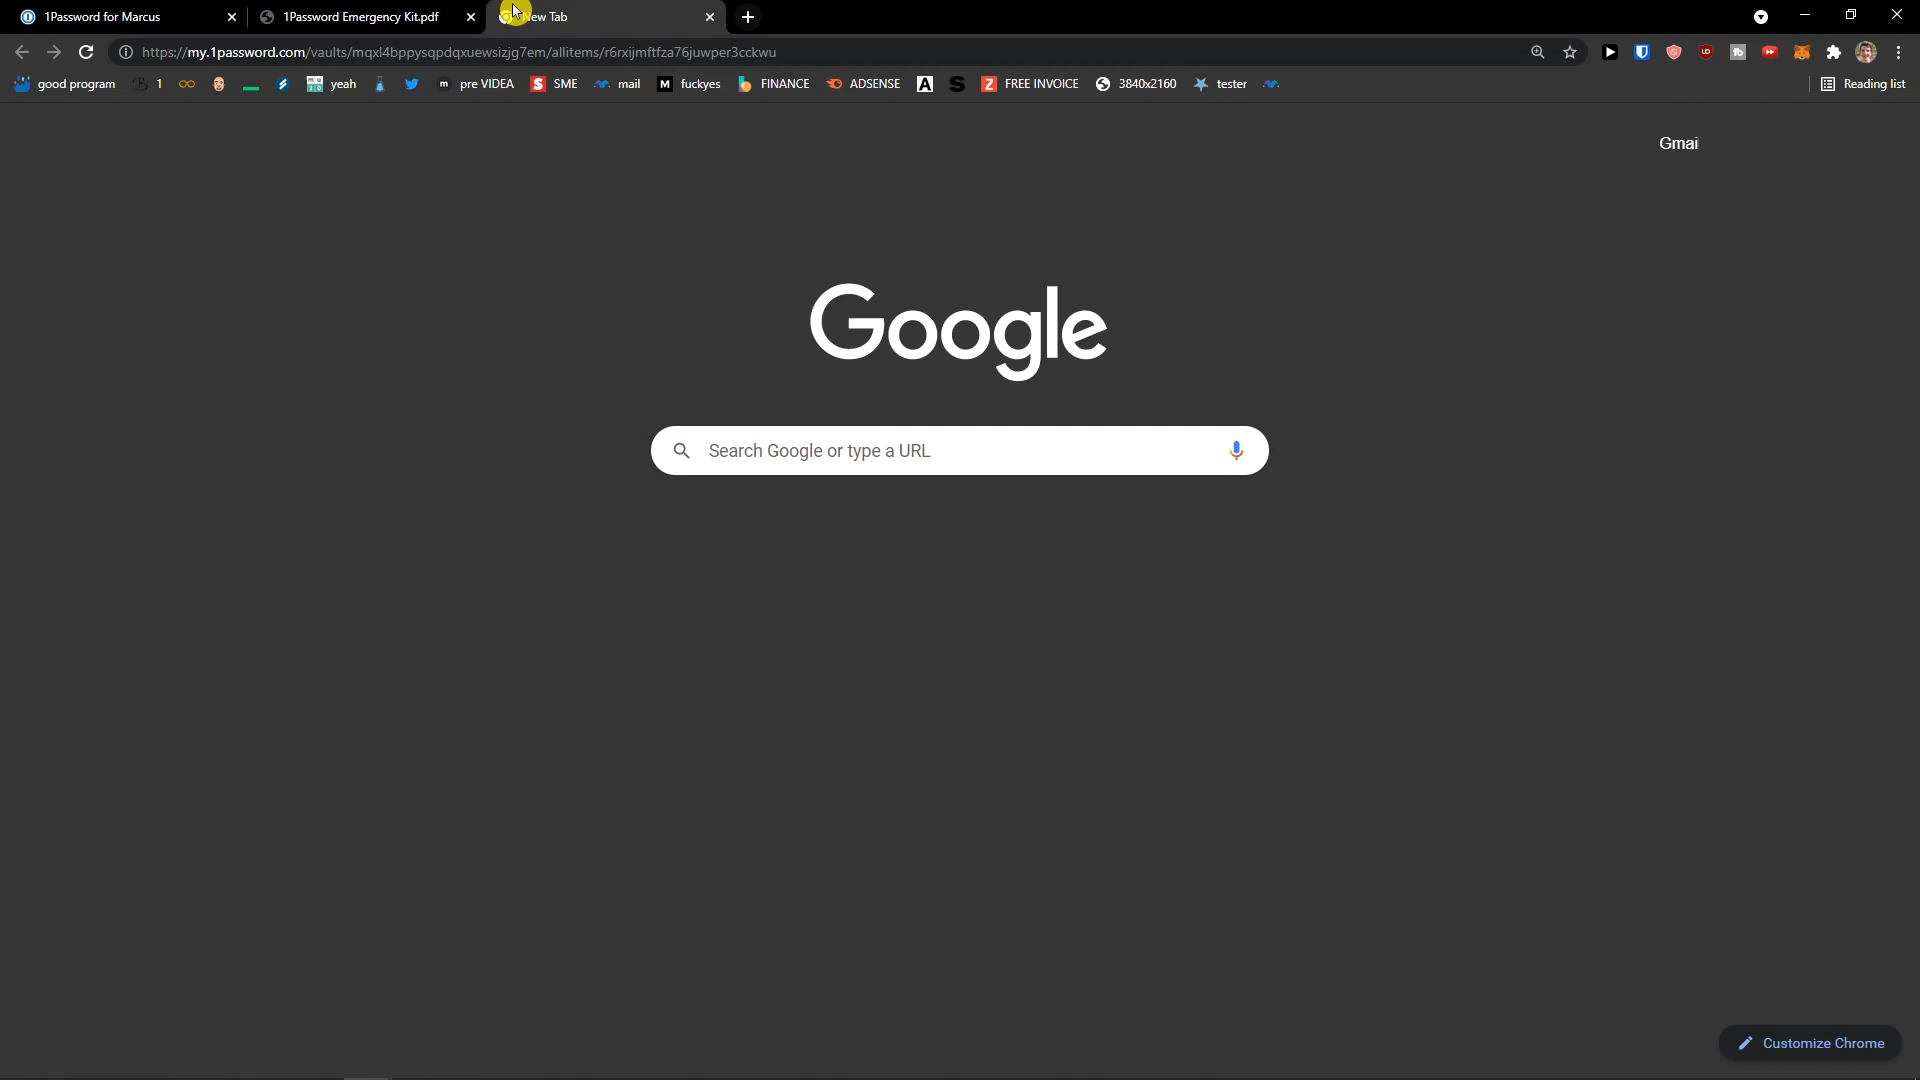 1Password for Marcus 1Password Emergency Kit.pdf New Tab
https://my.1password.com/vaults/mqxl4bppysqpdqxuewsizjg7em/allitems/r6rxijmftfza76juwper3cckwu
good program 1 yeah m pre VIDEA S SME mail M fuckyes FINANCE ADSENSE A S Z FREE INVOICE 3840x2160 tester Reading list
Gmai
Google
Search Google or type a URL
Customize Chrome